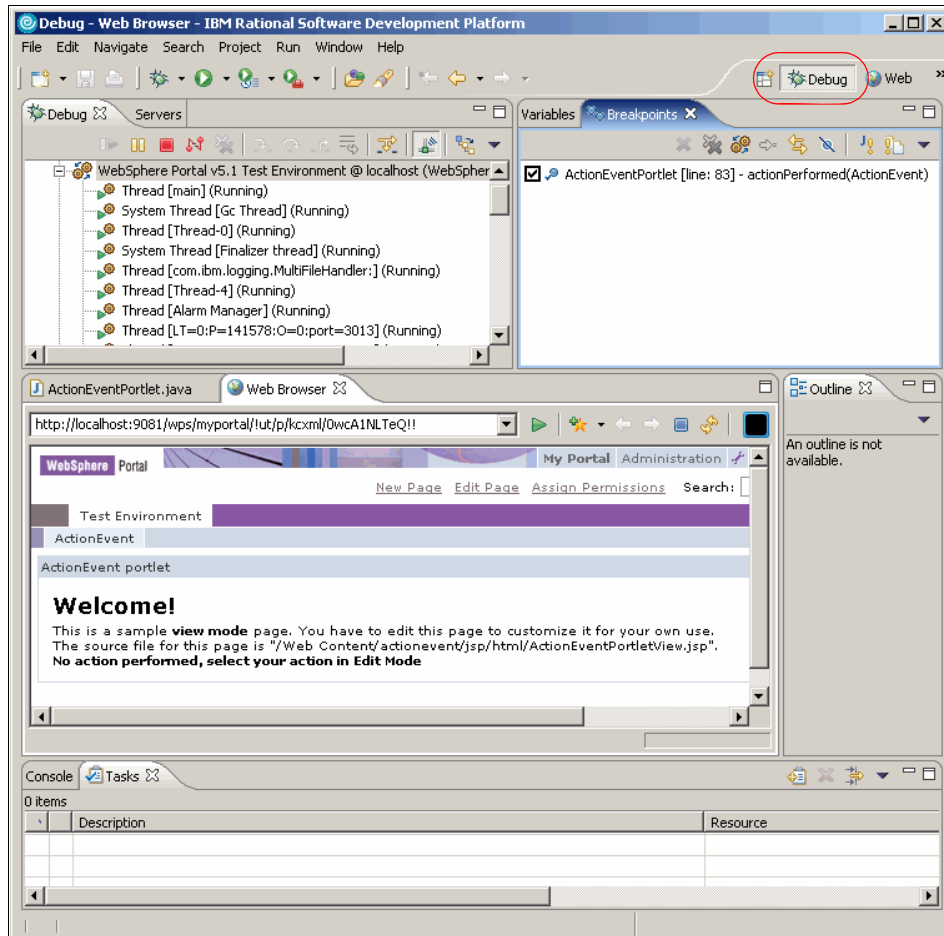 Debug - Web Browser - IBM Rational Software Development Platform
File Edit Navigate Search Project Run Window Help
Debug Web »
Debug Servers
WebSphere Portal v5.1 Test Environment @ localhost (WebSpher
Thread [main] (Running)
System Thread [Gc Thread] (Running)
Thread [Thread-0] (Running)
System Thread [Finalizer thread] (Running)
Thread [com.ibm.logging.MultiFileHandler:] (Running)
Thread [Thread-4] (Running)
Thread [Alarm Manager] (Running)
Thread [LT=0:P=141578:O=0:port=3013] (Running)
Variables Breakpoints
ActionEventPortlet [line: 83] - actionPerformed(ActionEvent)
ActionEventPortlet.java Web Browser
http://localhost:9081/wps/myportal/!ut/p/kcxml/0wcA1NLTeQ!!
WebSphere Portal
My Portal Administration
New Page Edit Page Assign Permissions Search:
Test Environment
ActionEvent
ActionEvent portlet
Welcome!
This is a sample view mode page. You have to edit this page to customize it for your own use.
The source file for this page is "/Web Content/actionevent/jsp/html/ActionEventPortletView.jsp".
No action performed, select your action in Edit Mode
Outline
An outline is not
available.
Console Tasks
0 items
Description Resource